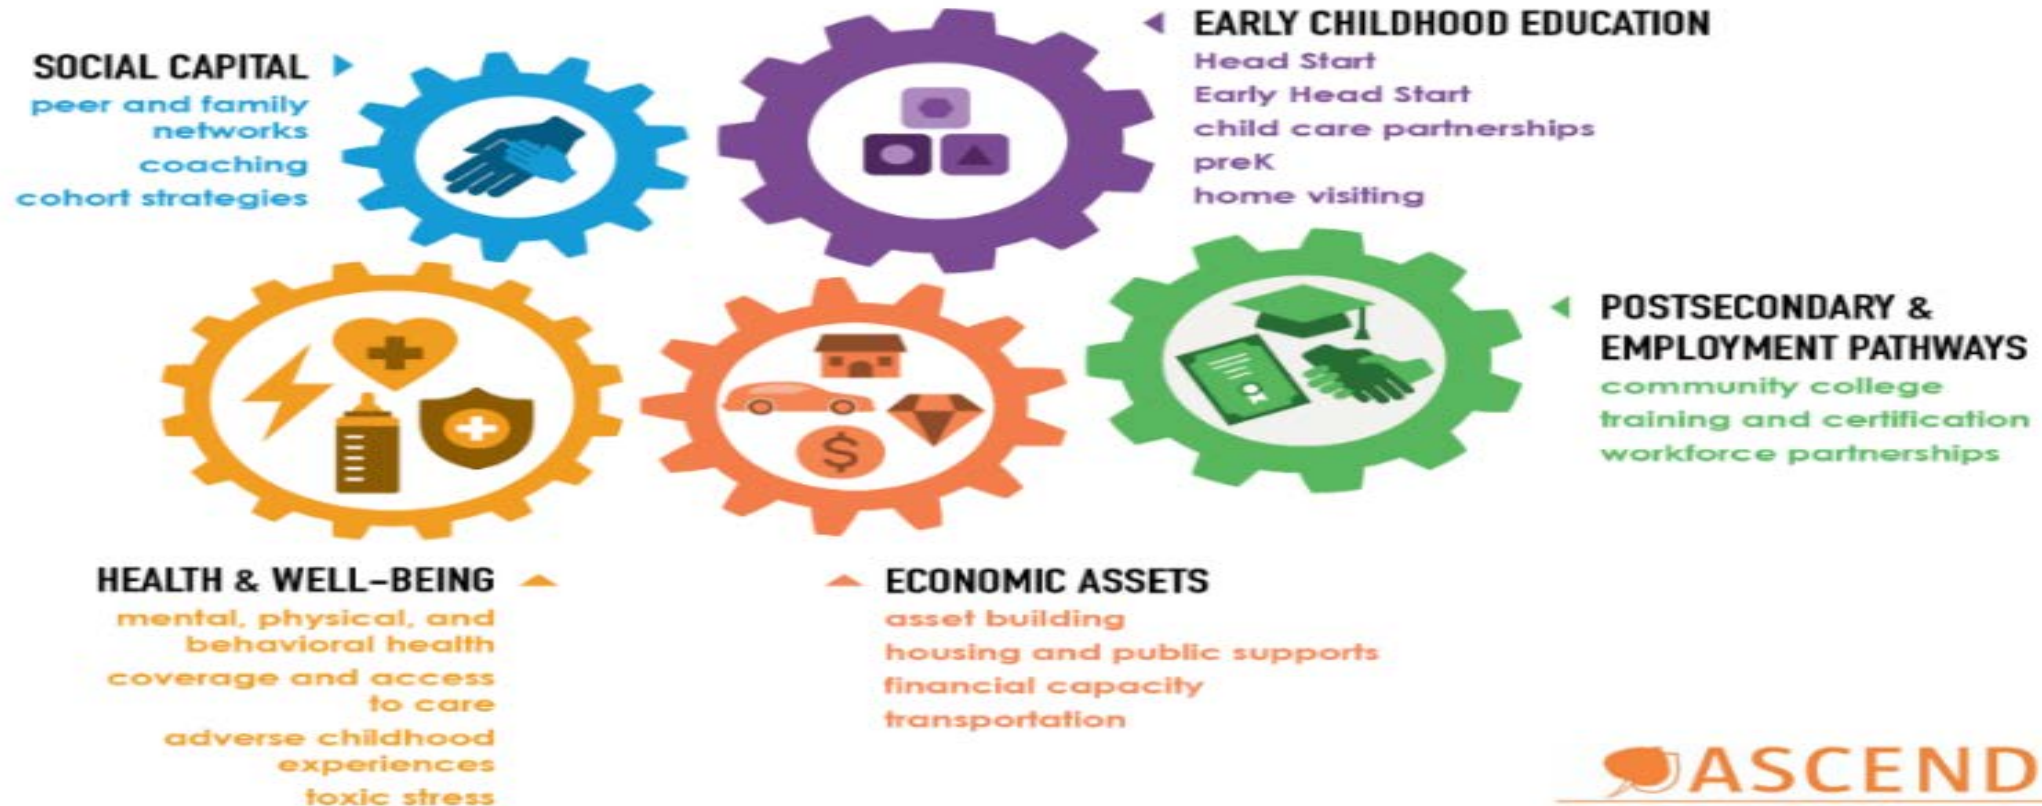 SOCIAL CAPITAL
peer and family
networks
coaching
cohort strategies
EARLY CHILDHOOD EDUCATION
Head Start
Early Head Start
child care partnerships
preK
home visiting
POSTSECONDARY &
EMPLOYMENT PATHWAYS
community college
training and certification
workforce partnerships
HEALTH & WELL-BEING
mental, physical, and
behavioral health
coverage and access
to care
adverse childhood
experiences
toxic stress
ECONOMIC ASSETS
asset building
housing and public supports
financial capacity
transportation
$
ASCEND